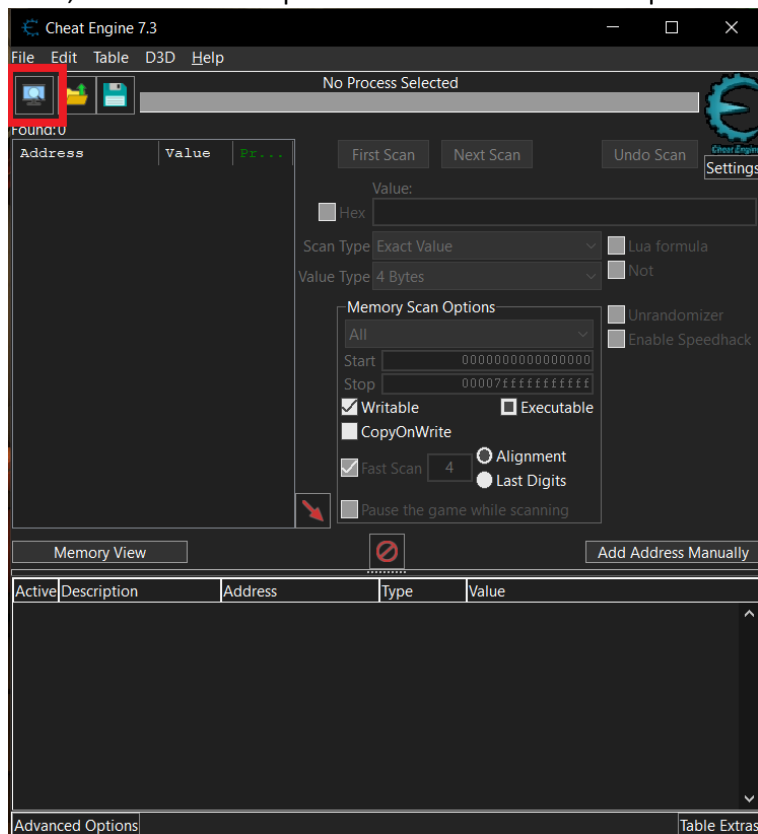 Cheat Engine 7.3
File Edit Table D3D Help
No Process Selected
Found:0
Address Value Pr...
First Scan Next Scan Undo Scan
Cheat Engine
Settings
Value:
Hex
Scan Type Exact Value
Lua formula
Value Type 4 Bytes
Not
Memory Scan Options
All
Unrandomizer
Enable Speedhack
Start 0000000000000000
Stop 00007fffffffffff
Writable Executable
CopyOnWrite
Fast Scan 4 Alignment
Last Digits
Pause the game while scanning
Memory View
Add Address Manually
Active Description Address Type Value
Advanced Options Table Extras